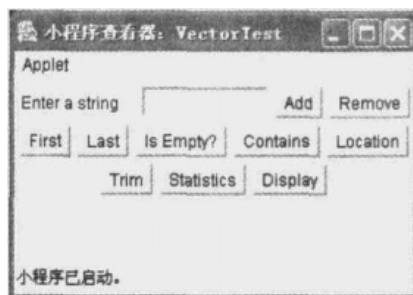 小程序查看器: VectorTest
Applet
Enter a string Add Remove
First Last Is Empty? Contains Location
Trim Statistics Display
小程序已启动。